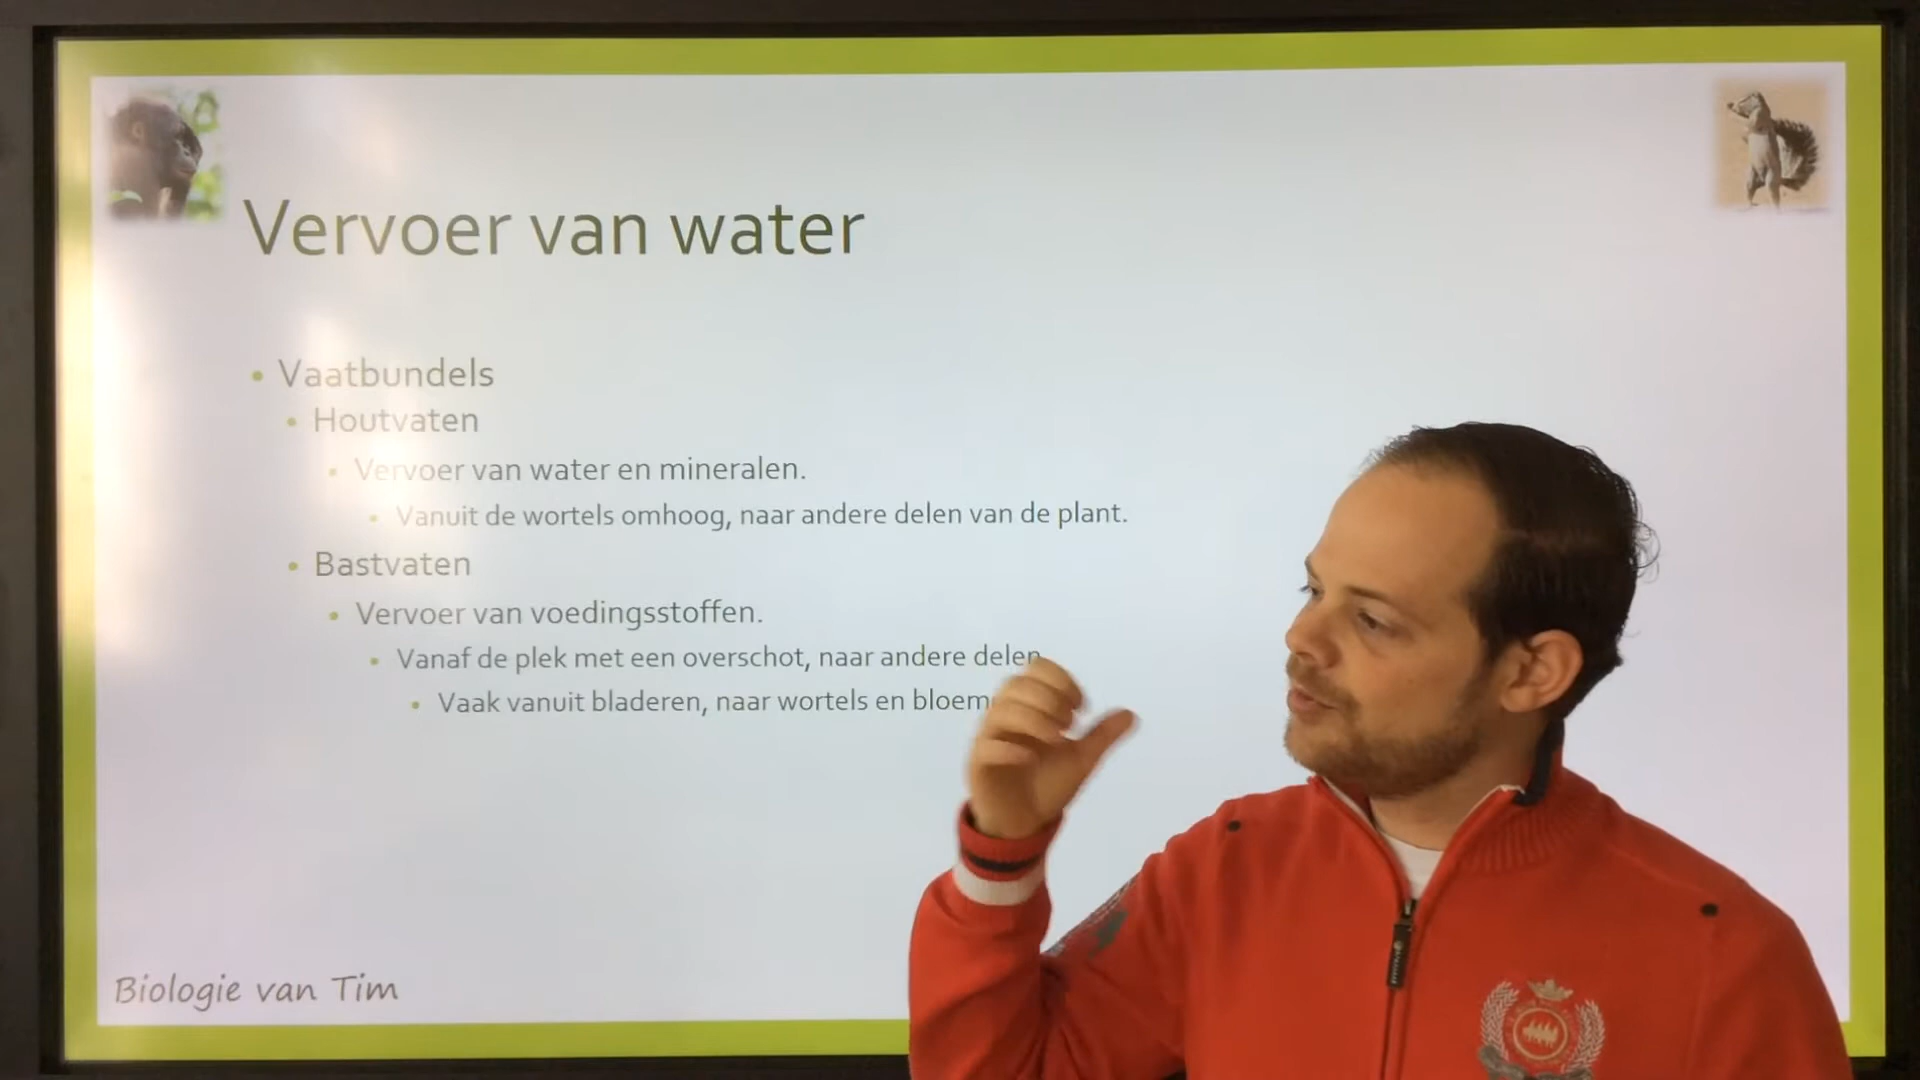 Vervoer van water
Vaatbundels
Houtvaten
Vervoer van water en mineralen.
Vanuit de wortels omhoog, naar andere delen van de plant.
Bastvaten
Vervoer van voedingsstoffen.
Vanaf de plek met een overschot, naar andere delen
Vaak vanuit bladeren, naar wortels en
Biologie van Tim